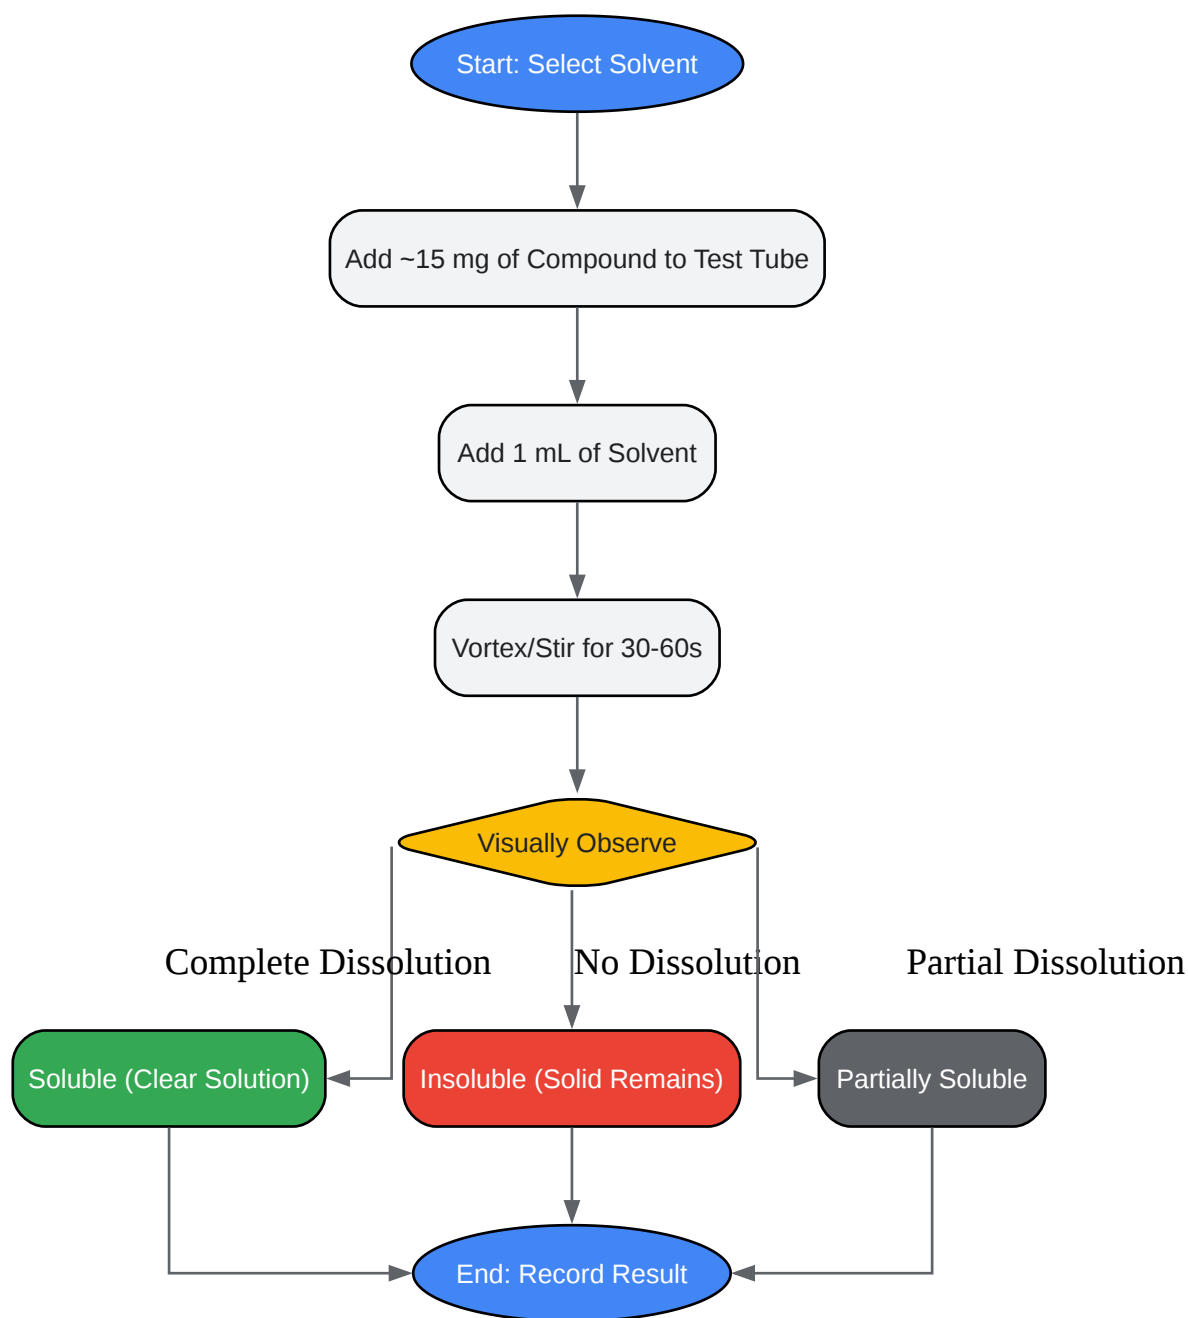 Start: Select Solvent
Add ~15 mg of Compound to Test Tube
Add 1 mL of Solvent
Vortex/Stir for 30-60s
Visually Observe
Complete Dissolution
No Dissolution
Partial Dissolution
Soluble (Clear Solution)
Insoluble (Solid Remains)
Partially Soluble
End: Record Result